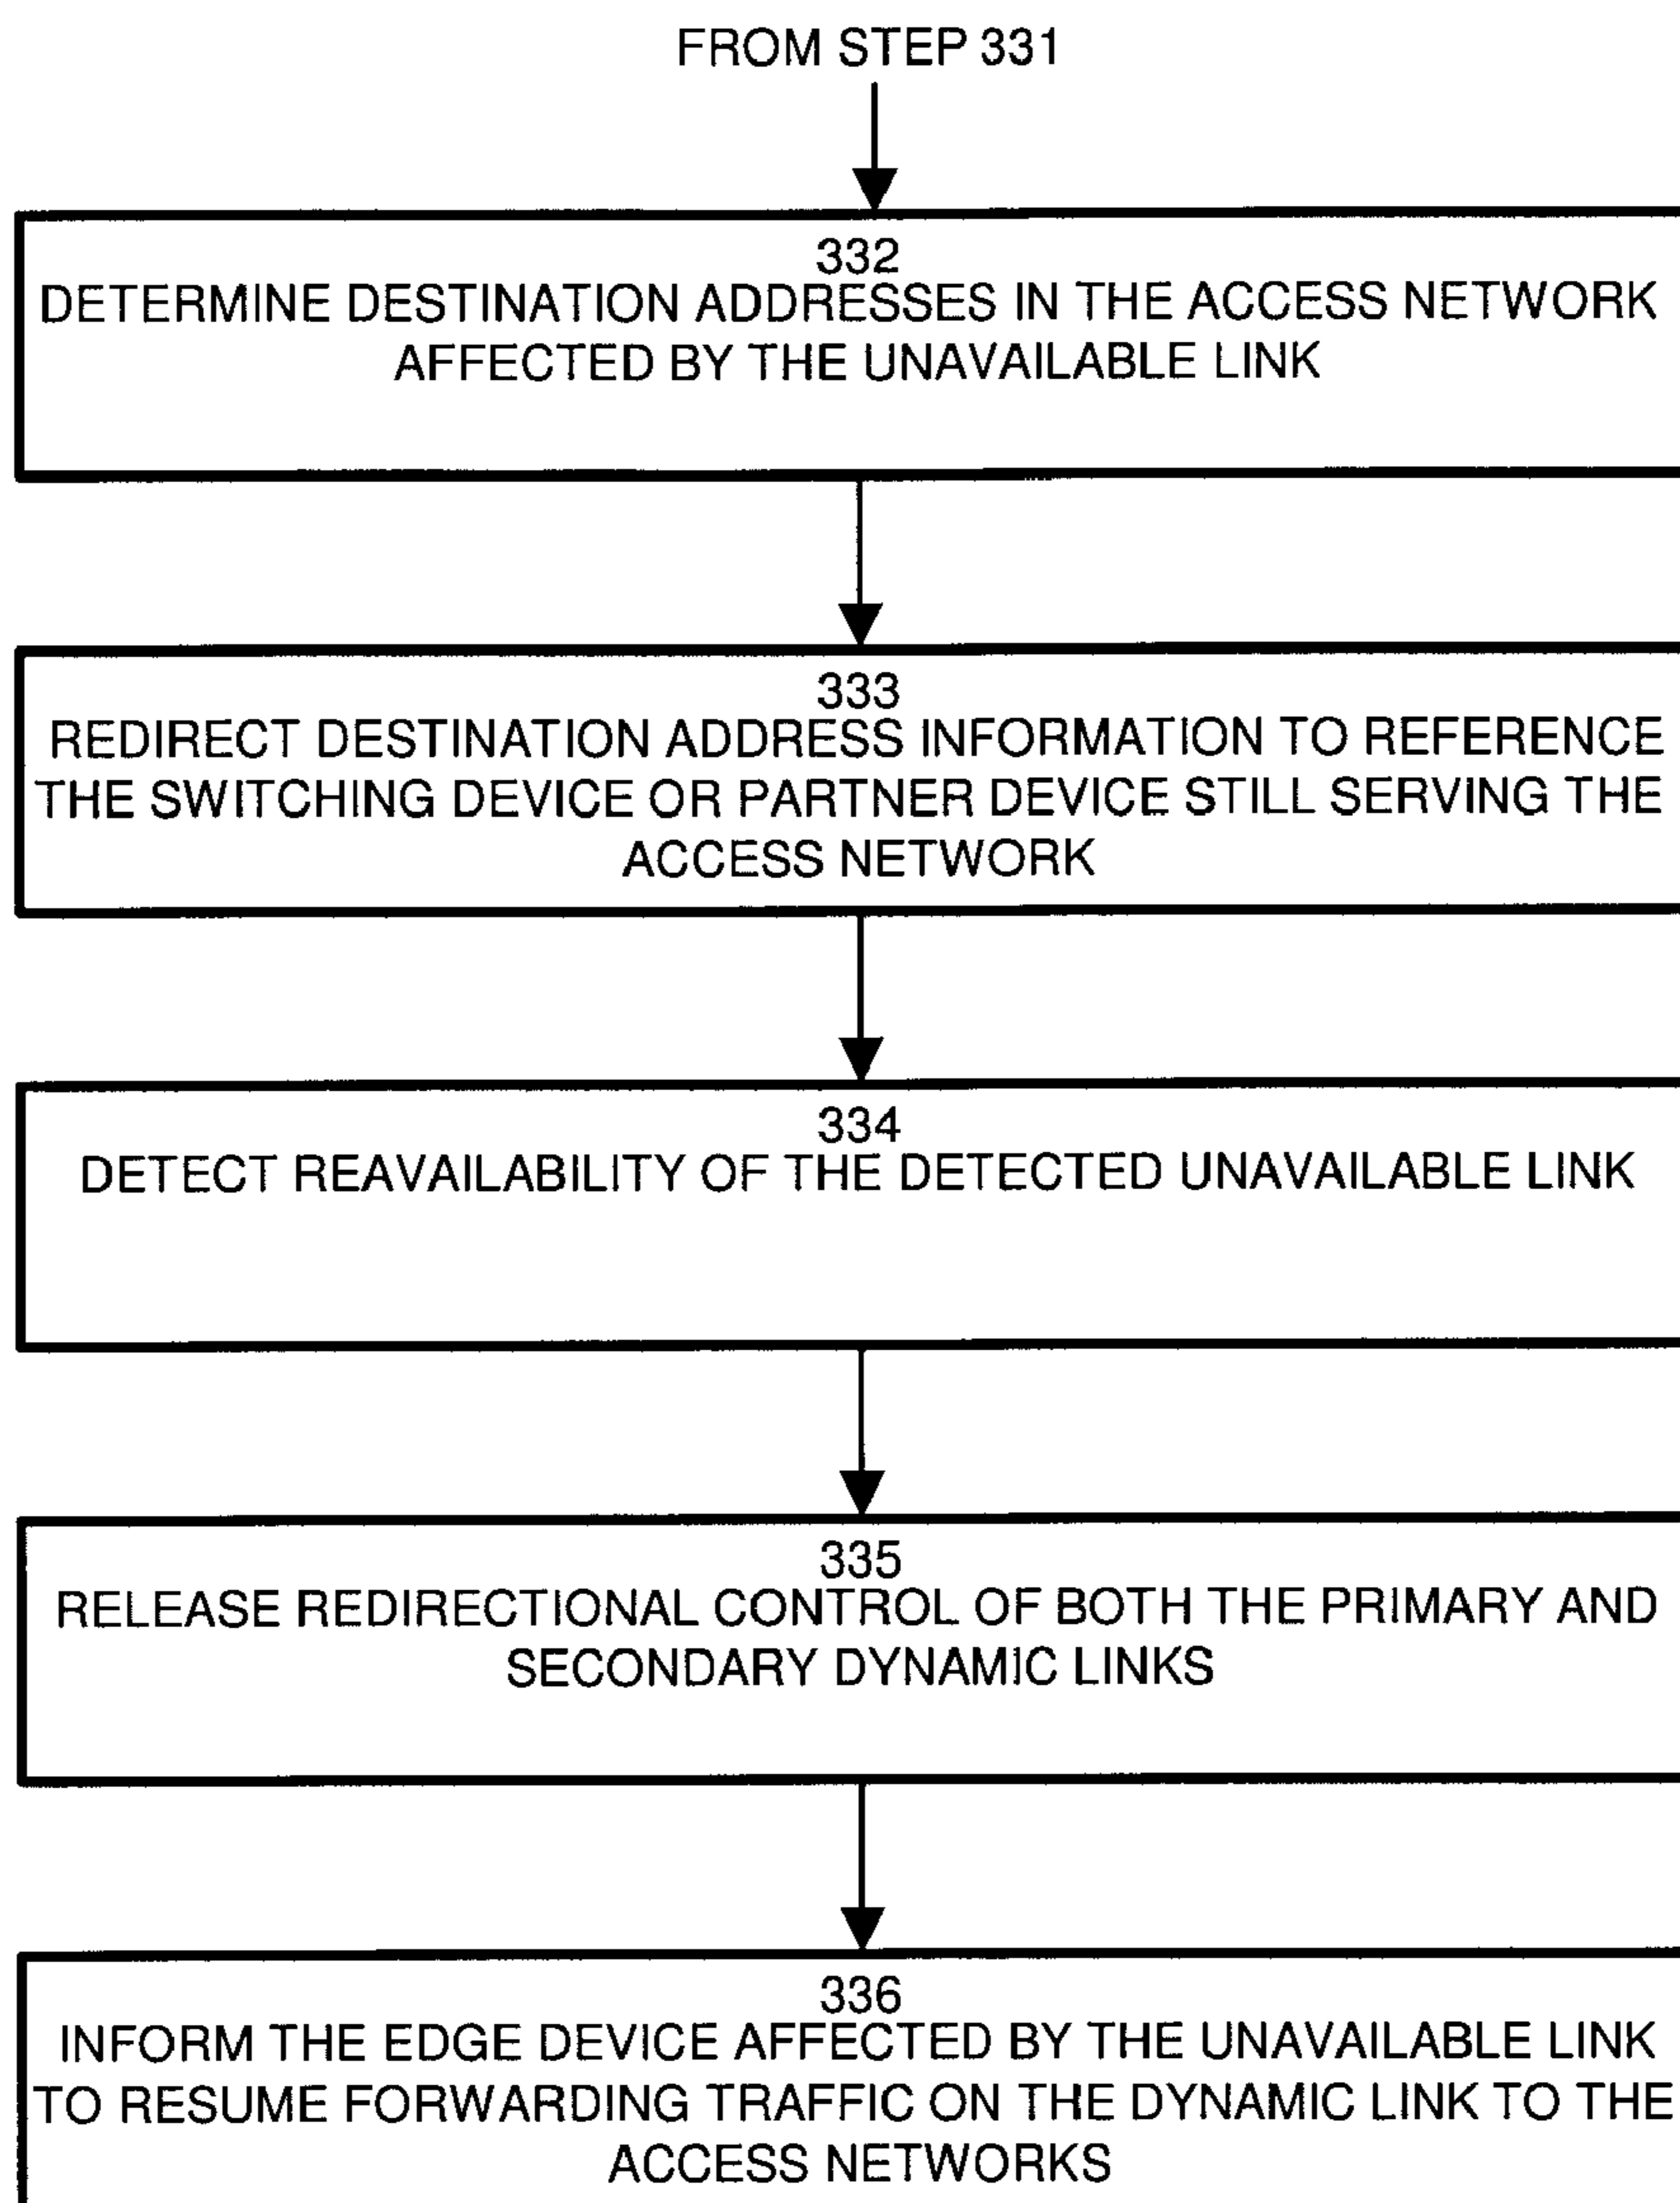 FROM STEP 331
332
DETERMINE DESTINATION ADDRESSES IN THE ACCESS NETWORK
AFFECTED BY THE UNAVAILABLE LINK
333
REDIRECT DESTINATION ADDRESS INFORMATION TO REFERENCE
THE SWITCHING DEVICE OR PARTNER DEVICE STILL SERVING THE
ACCESS NETWORK
334
DETECT REAVAILABILITY OF THE DETECTED UNAVAILABLE LINK
335
RELEASE REDIRECTIONAL CONTROL OF BOTH THE PRIMARY AND
SECONDARY DYNAMIC LINKS
336
INFORM THE EDGE DEVICE AFFECTED BY THE UNAVAILABLE LINK
TO RESUME FORWARDING TRAFFIC ON THE DYNAMIC LINK TO THE
ACCESS NETWORKS